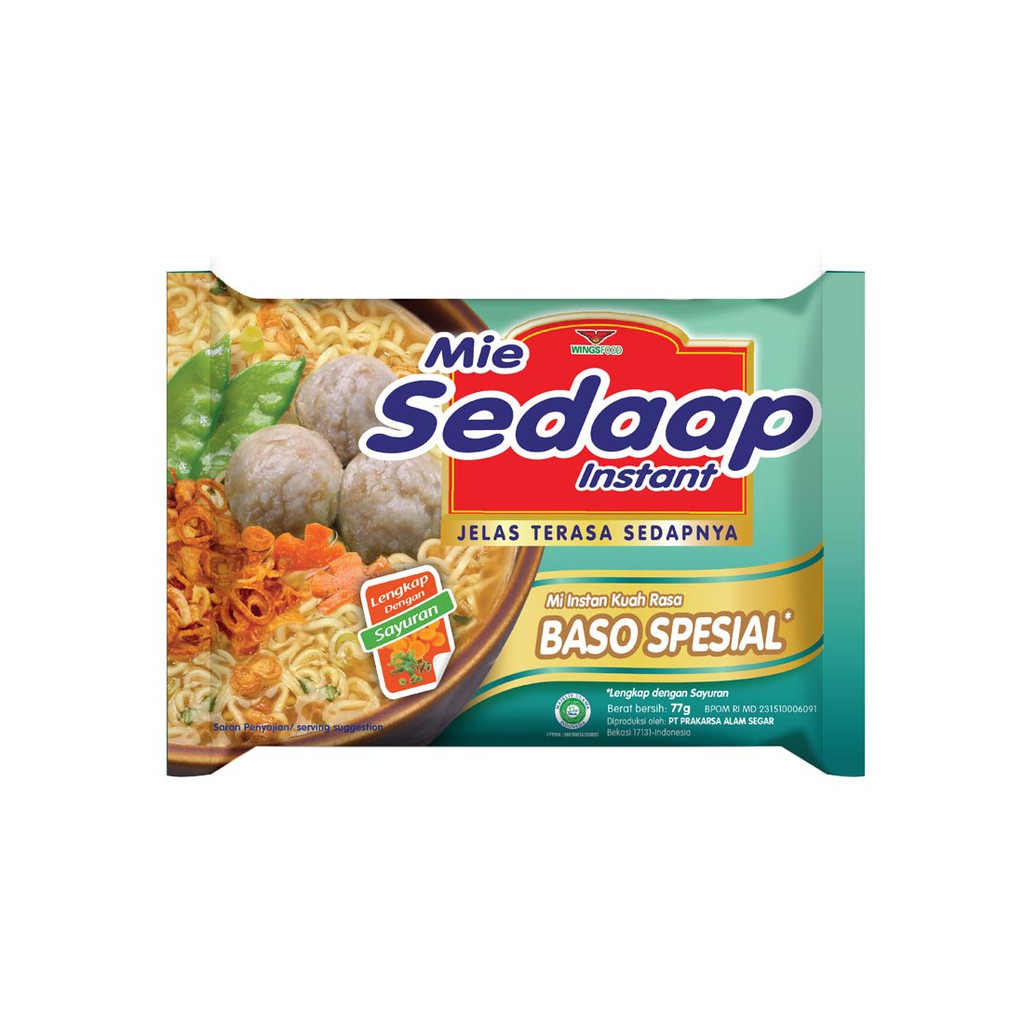 WINGSFOOD
Mie
Sedaap
Instant
JELAS TERASA SEDAPNYA
Lengkap
Dengan
Sayuran
Mi Instan Kuah Rasa
BASO SPESIAL*
*Lengkap dengan Sayuran
Berat bersih: 77g BPOM RI MD 231510006091
Diproduksi oleh: PT PRAKARSA ALAM SEGAR
Bekasi 17131-Indonesia
Saran Penyajian/ serving suggestion